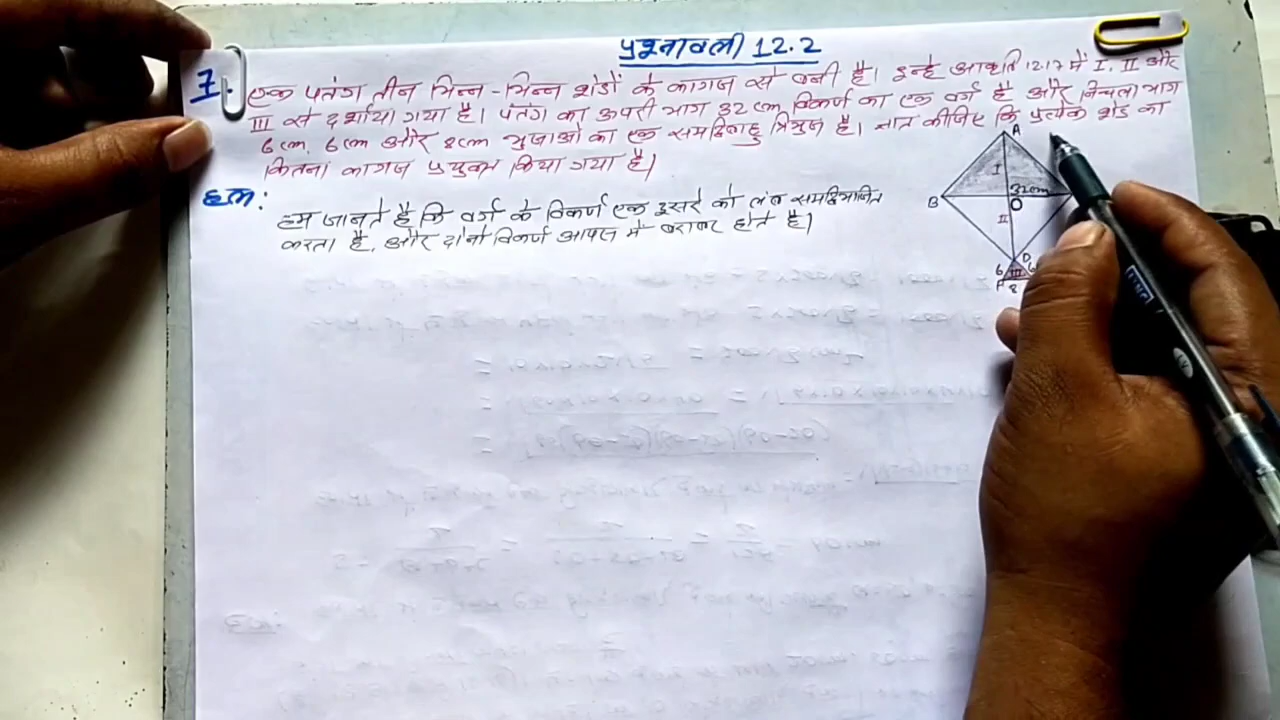 प्रश्नावली 12.2
7. एक पतंग तीन भिन्न-भिन्न शेडों के कागज से बनी है। इन्हे आकृति 12.17 में I, II और
III से दर्शाया गया है। पतंग का ऊपरी भाग 32 cm विकर्ण का एक वर्ग है और निचला भाग
6 cm, 6 cm और 8 cm भुजाओं का एक समद्विबाहु त्रिभुज है। ज्ञात कीजिए कि प्रत्येक शेड का
कितना कागज प्रयुक्त किया गया है।
हल:
हम जानते है कि वर्ग के विकर्ण एक दूसरे को लंब समद्विभाजित
करता है, और दोनो विकर्ण आपस में बराबर होते है।
A
I
B
32cm
O
II
D
6 III 6
8